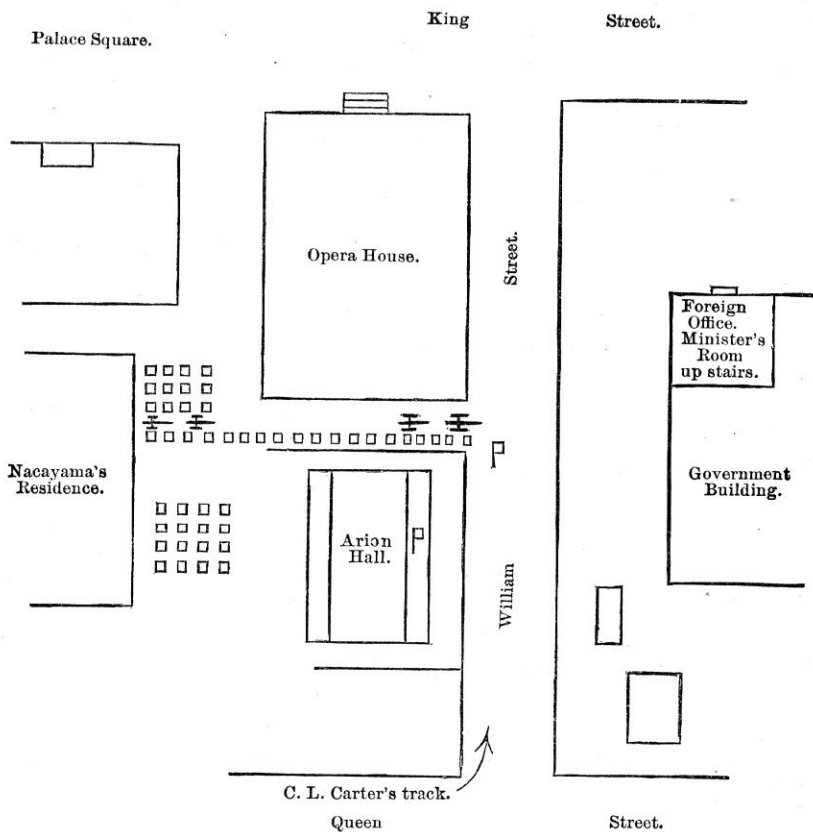 King Street.
Palace Square.
Opera House.
Street.
Foreign
Office.
Minister's
Room
up stairs.
Nacayama's
Residence.
Government
Building.
Arion
Hall.
William
C. L. Carter's track.
Queen Street.